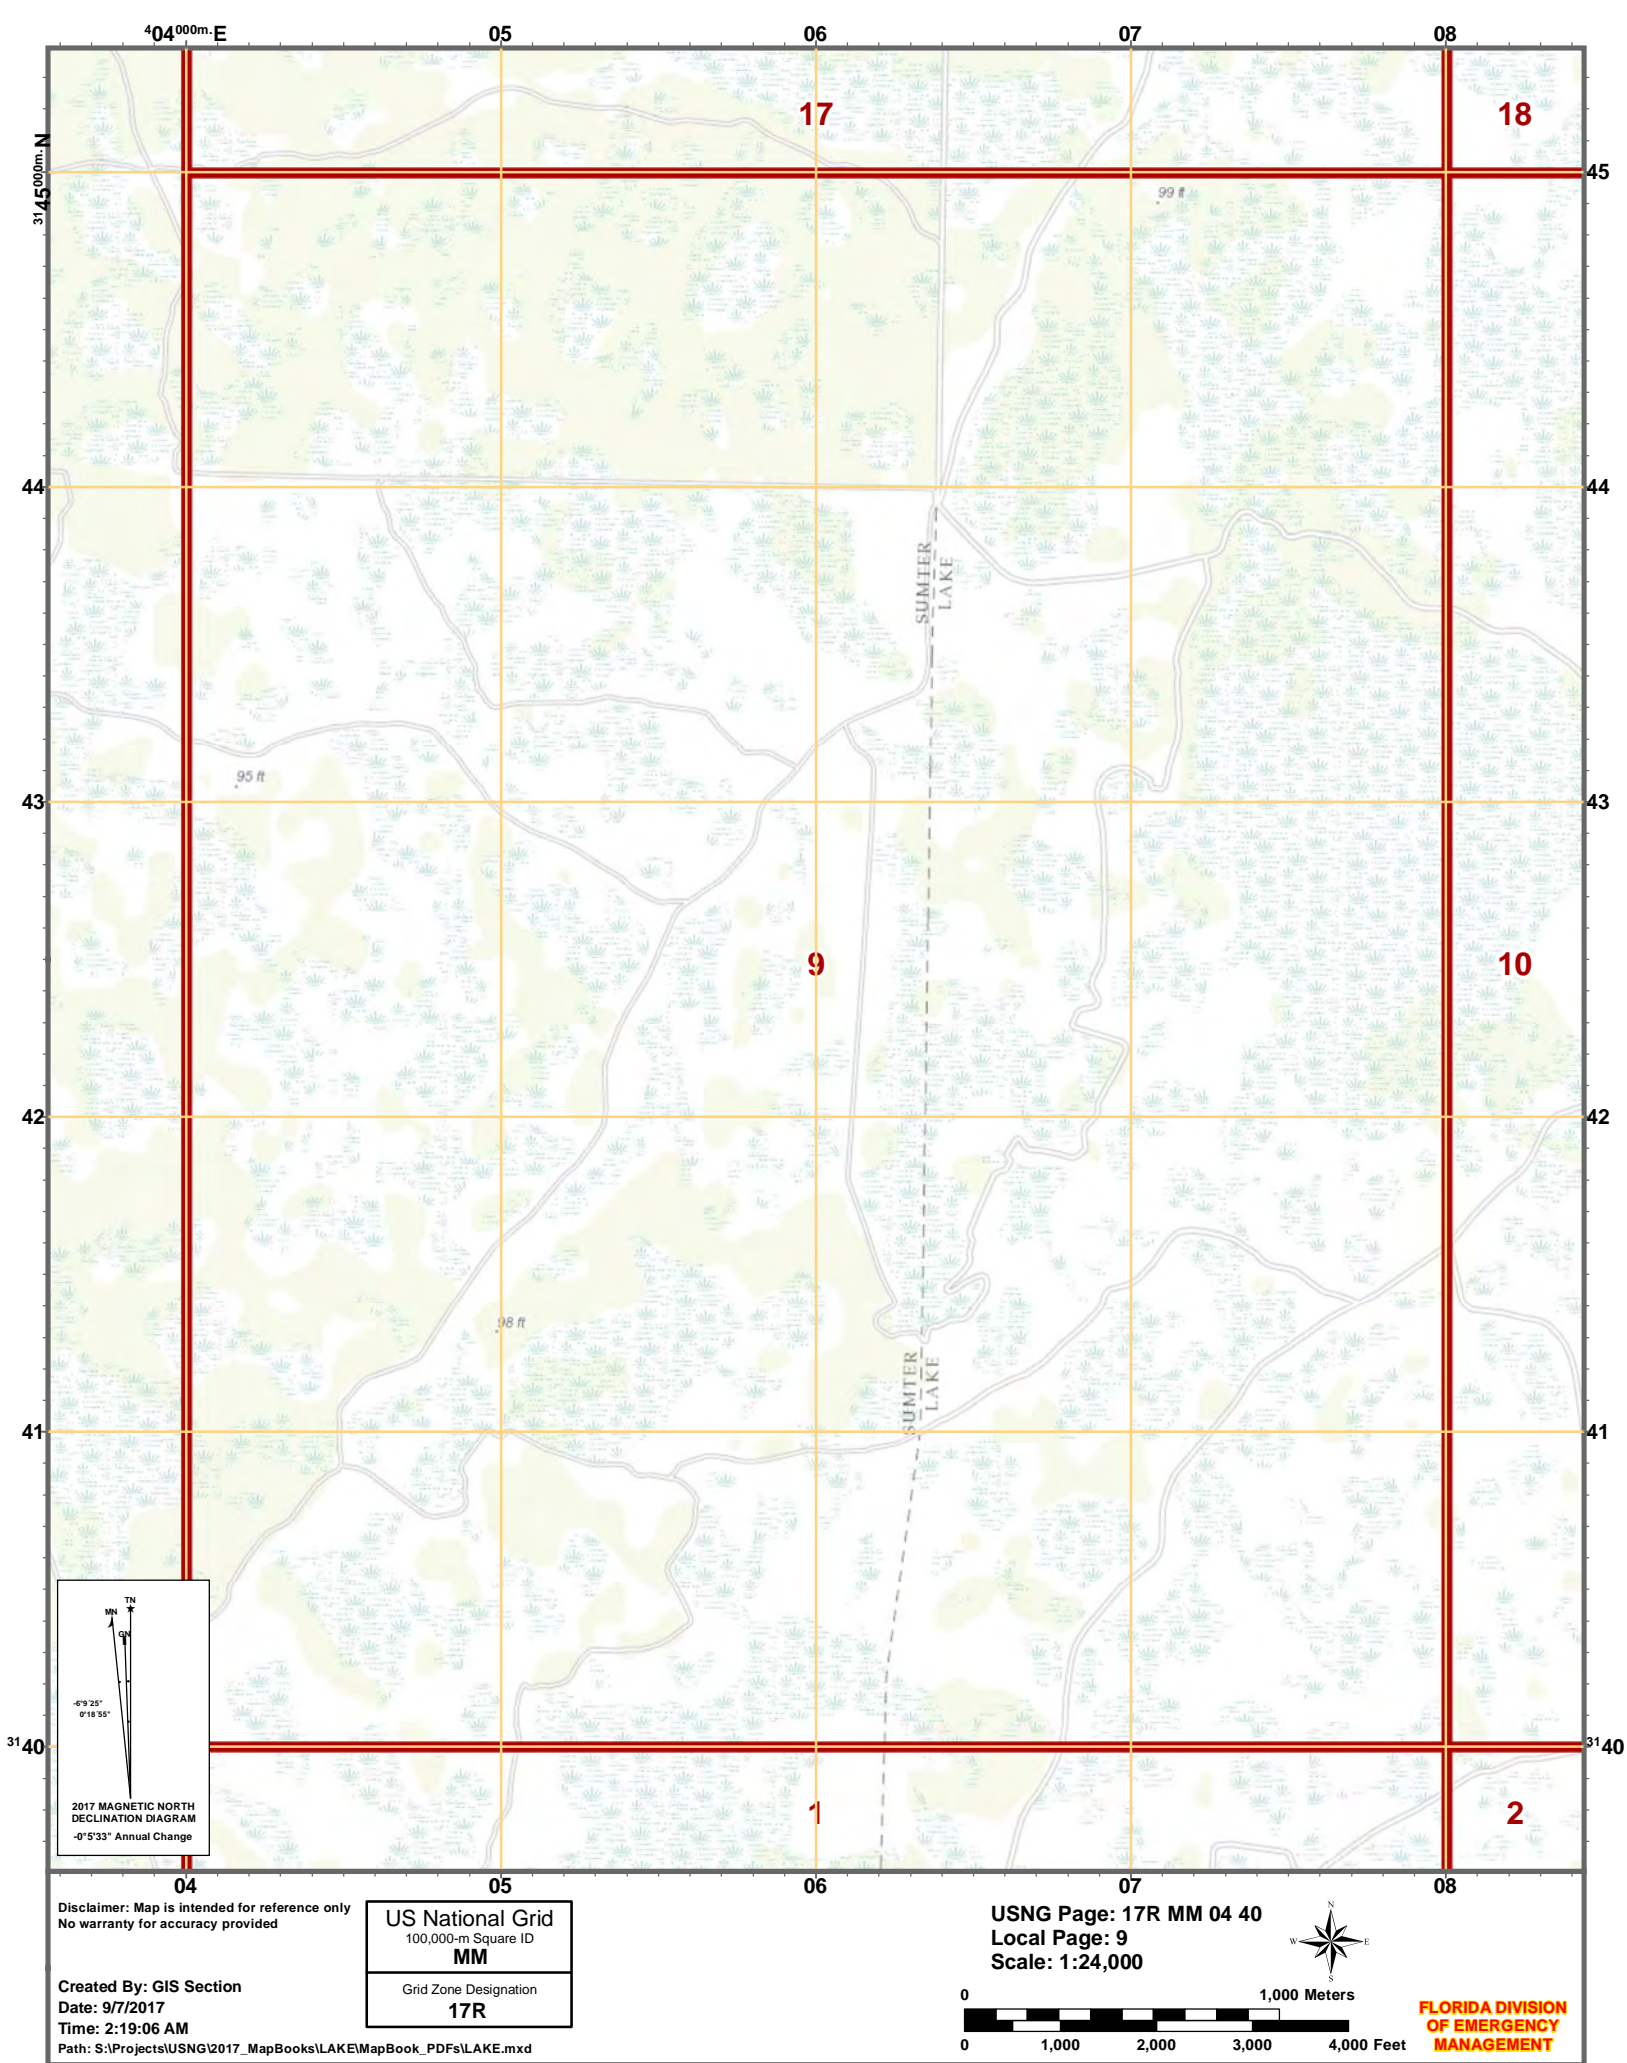 404000m.E 05 06 07 08
17 18
3145000m.N 45
99 ft
44 44
SUMTER
LAKE
95 ft
43 43
9 10
42 42
98 ft
SUMTER
LAKE
41 41
TN
MN
GN
-6°9'25"
0°18'55"
3140 3140
2017 MAGNETIC NORTH
DECLINATION DIAGRAM
-0°5'33" Annual Change
1 2
04 05 06 07 08
Disclaimer: Map is intended for reference only
No warranty for accuracy provided
Created By: GIS Section
Date: 9/7/2017
Time: 2:19:06 AM
Path: S:\Projects\USNG\2017_MapBooks\LAKE\MapBook_PDFs\LAKE.mxd
US National Grid
100,000-m Square ID
MM
Grid Zone Designation
17R
USNG Page: 17R MM 04 40
Local Page: 9
Scale: 1:24,000
N
W E
S
0 1,000 Meters
0 1,000 2,000 3,000 4,000 Feet
FLORIDA DIVISION
OF EMERGENCY
MANAGEMENT